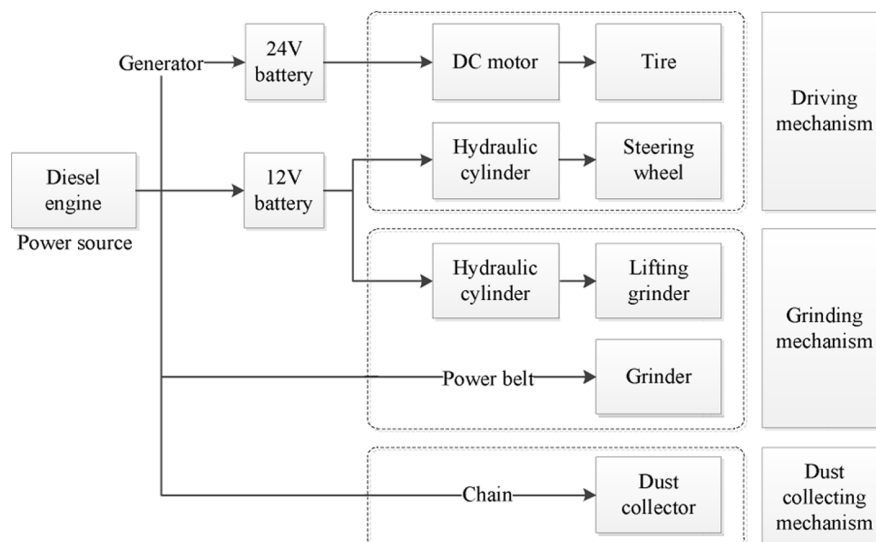 Generator
24V
battery
DC motor
Tire
Driving
mechanism
Diesel
engine
Power source
12V
battery
Hydraulic
cylinder
Steering
wheel
Hydraulic
cylinder
Lifting
grinder
Grinding
mechanism
Power belt
Grinder
Chain
Dust
collector
Dust
collecting
mechanism